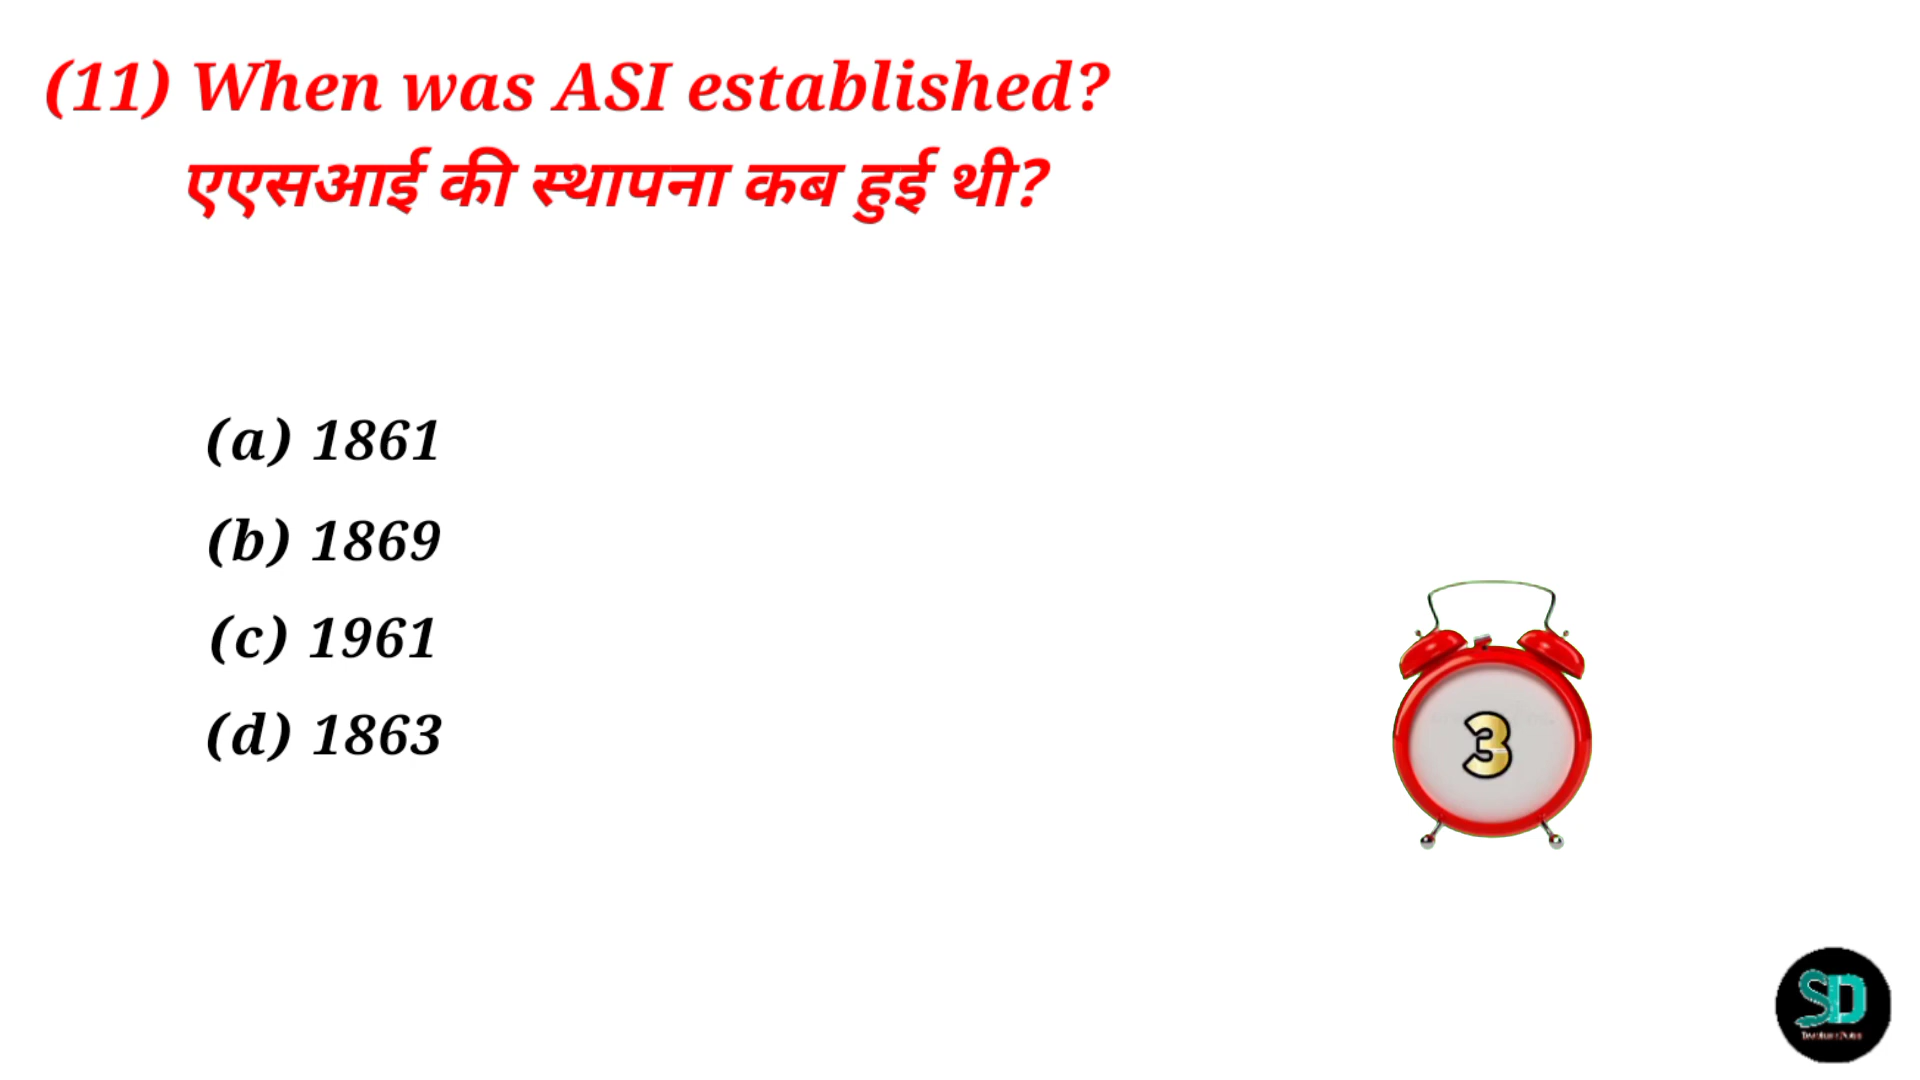 (11) When was ASI established?
एएसआई की स्थापना कब हुई थी?
(a) 1861
(b) 1869
(c) 1961
(d) 1863
3
SD